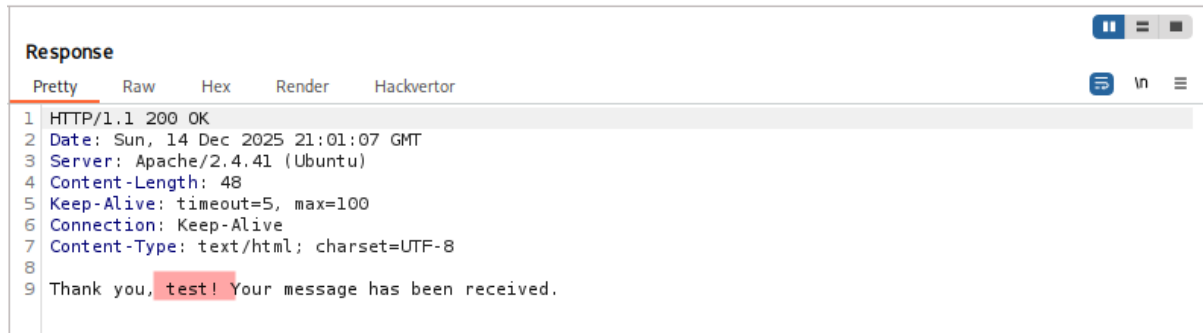 Response
Pretty Raw Hex Render Hackvertor \n
1 HTTP/1.1 200 OK
2 Date: Sun, 14 Dec 2025 21:01:07 GMT
3 Server: Apache/2.4.41 (Ubuntu)
4 Content-Length: 48
5 Keep-Alive: timeout=5, max=100
6 Connection: Keep-Alive
7 Content-Type: text/html; charset=UTF-8
8
9 Thank you, test! Your message has been received.